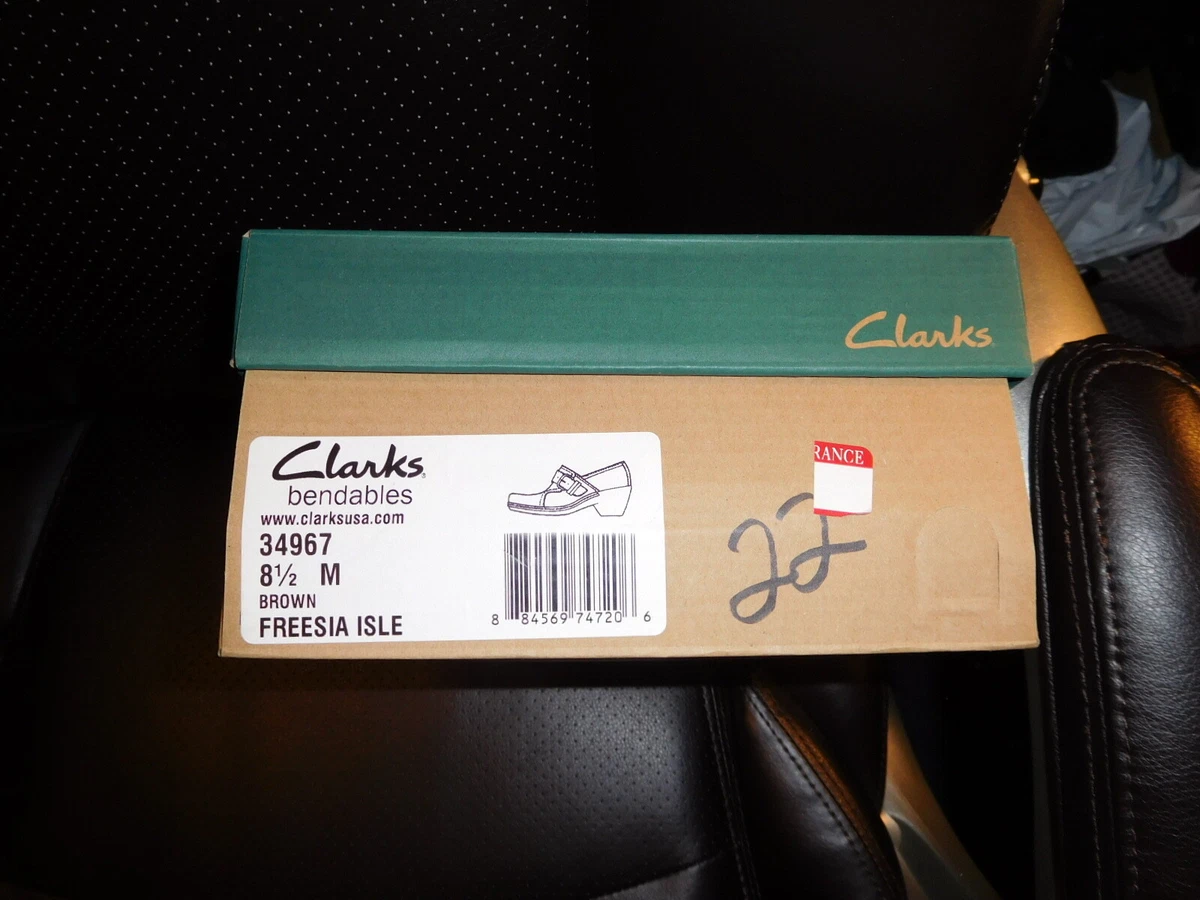 Clarks
Clarks
bendables
www.clarksusa.com
34967
8½ M
BROWN
FREESIA ISLE
8 84569 74720 6
RANCE
22